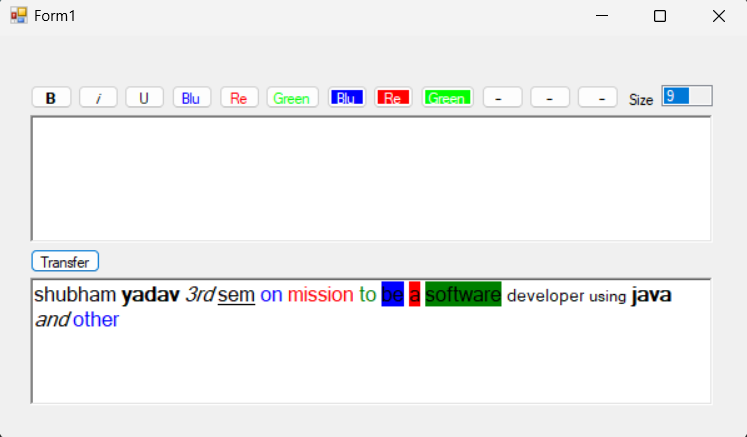 Form1
B i U Blu Re Green Blu Re Green - - - Size 9
Transfer
shubham yadav 3rd sem on mission to be a software developer using java
and other